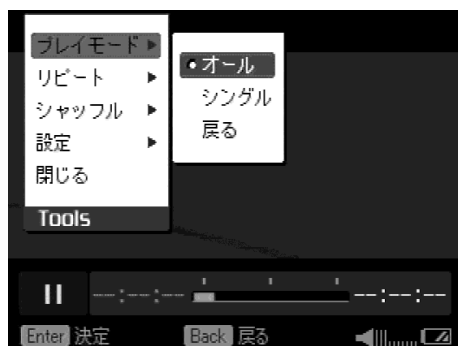 プレイモード
リピート
シャッフル
設定
閉じる
Tools
オール
シングル
戻る
--:--:-- --:--:--
Enter 決定 Back 戻る